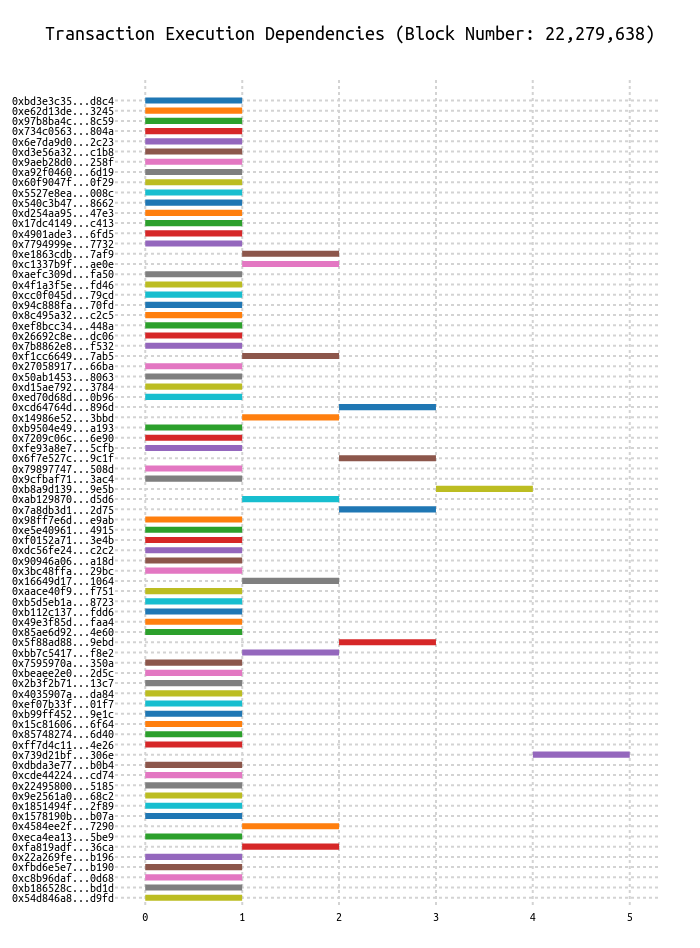 Transaction Execution Dependencies (Block Number: 22,279,638)
0xbd3e3c35...d8c4
0xe62d13de...3245
0x97b8ba4c...8c59
0x734c0563...804a
0x6e7da9d0...2c23
0xd3e56a32...c1b8
0x9aeb28d0...258f
0xa92f0460...6d19
0x60f9047f...0f29
0x5527e8ea...008c
0x540c3b47...8662
0xd254aa95...47e3
0x17dc4149...c413
0x4901ade3...6fd5
0x7794999e...7732
0xe1863cdb...7af9
0xc1337b9f...ae0e
0xaefc309d...fa50
0x4f1a3f5e...fd46
0xcc0f045d...79cd
0x94c888fa...70fd
0x8c495a32...c2c5
0xef8bcc34...448a
0x26692c8e...dc06
0x7b8862e8...f532
0xf1cc6649...7ab5
0x27058917...66ba
0x50ab1453...8063
0xd15ae792...3784
0xed70d68d...0b96
0xcd64764d...896d
0x14986e52...3bbd
0xb9504e49...a193
0x7209c06c...6e90
0xfe93a8e7...5cfb
0x6f7e527c...9c1f
0x79897747...508d
0x9cfbaf71...3ac4
0xb8a9d139...9e5b
0xab129870...d5d6
0x7a8db3d1...2d75
0x98ff7e6d...e9ab
0xe5e40961...4915
0xf0152a71...3e4b
0xdc56fe24...c2c2
0x90946a06...a18d
0x3bc48ffa...29bc
0x16649d17...1064
0xaace40f9...f751
0xb5d5eb1a...8723
0xb112c137...fdd6
0x49e3f85d...faa4
0x85ae6d92...4e60
0x5f88ad88...9ebd
0xbb7c5417...f8e2
0x7595970a...350a
0xbeaee2e0...2d5c
0x2b3f2b71...13c7
0x4035907a...da84
0xef07b33f...01f7
0xb99ff452...9e1c
0x15c81606...6f64
0x85748274...6d40
0xff7d4c11...4e26
0x739d21bf...306e
0xdbda3e77...b0b4
0xcde44224...cd74
0x22495800...5185
0x9e2561a0...68c2
0x1851494f...2f89
0x1578190b...b07a
0x4584ee2f...7290
0xeca4ea13...5be9
0xfa819adf...36ca
0x22a269fe...b196
0xfbd6e5e7...b190
0xc8b96daf...0d68
0xb186528c...bd1d
0x54d846a8...d9fd
0 1 2 3 4 5